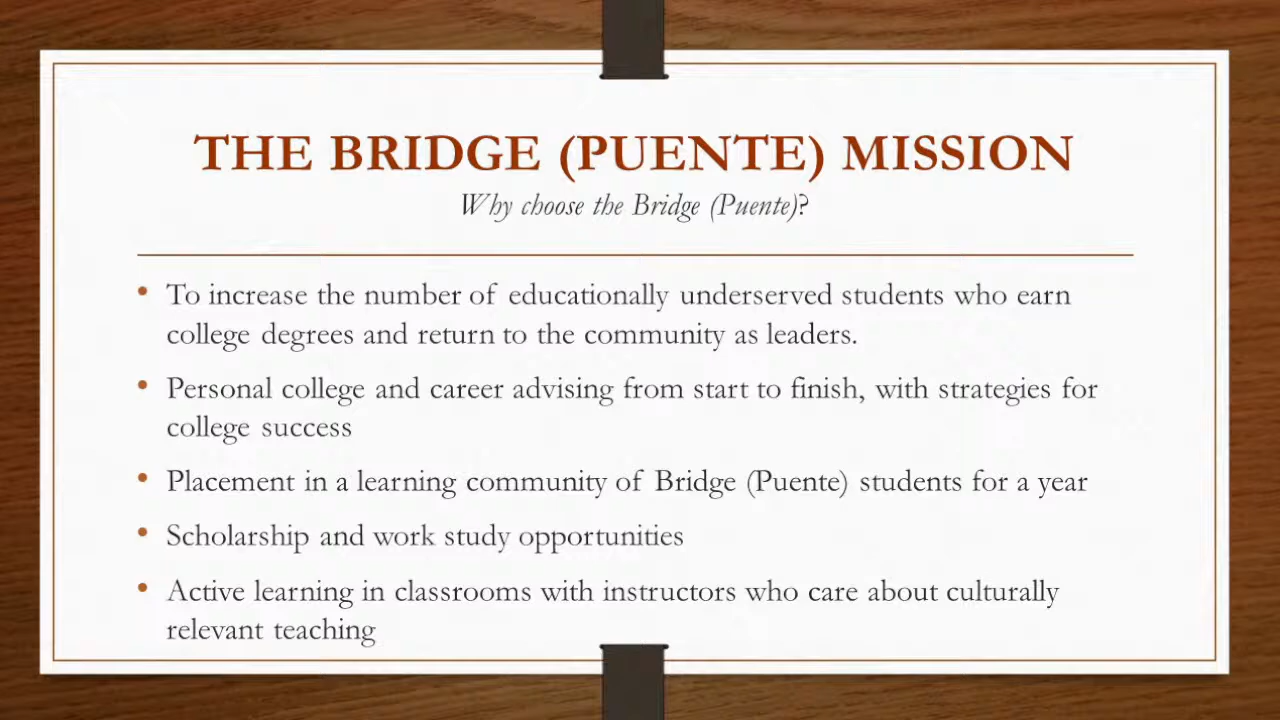 THE BRIDGE (PUENTE) MISSION
Why choose the Bridge (Puente)?
• To increase the number of educationally underserved students who earn
college degrees and return to the community as leaders.
• Personal college and career advising from start to finish, with strategies for
college success
• Placement in a learning community of Bridge (Puente) students for a year
• Scholarship and work study opportunities
• Active learning in classrooms with instructors who care about culturally
relevant teaching